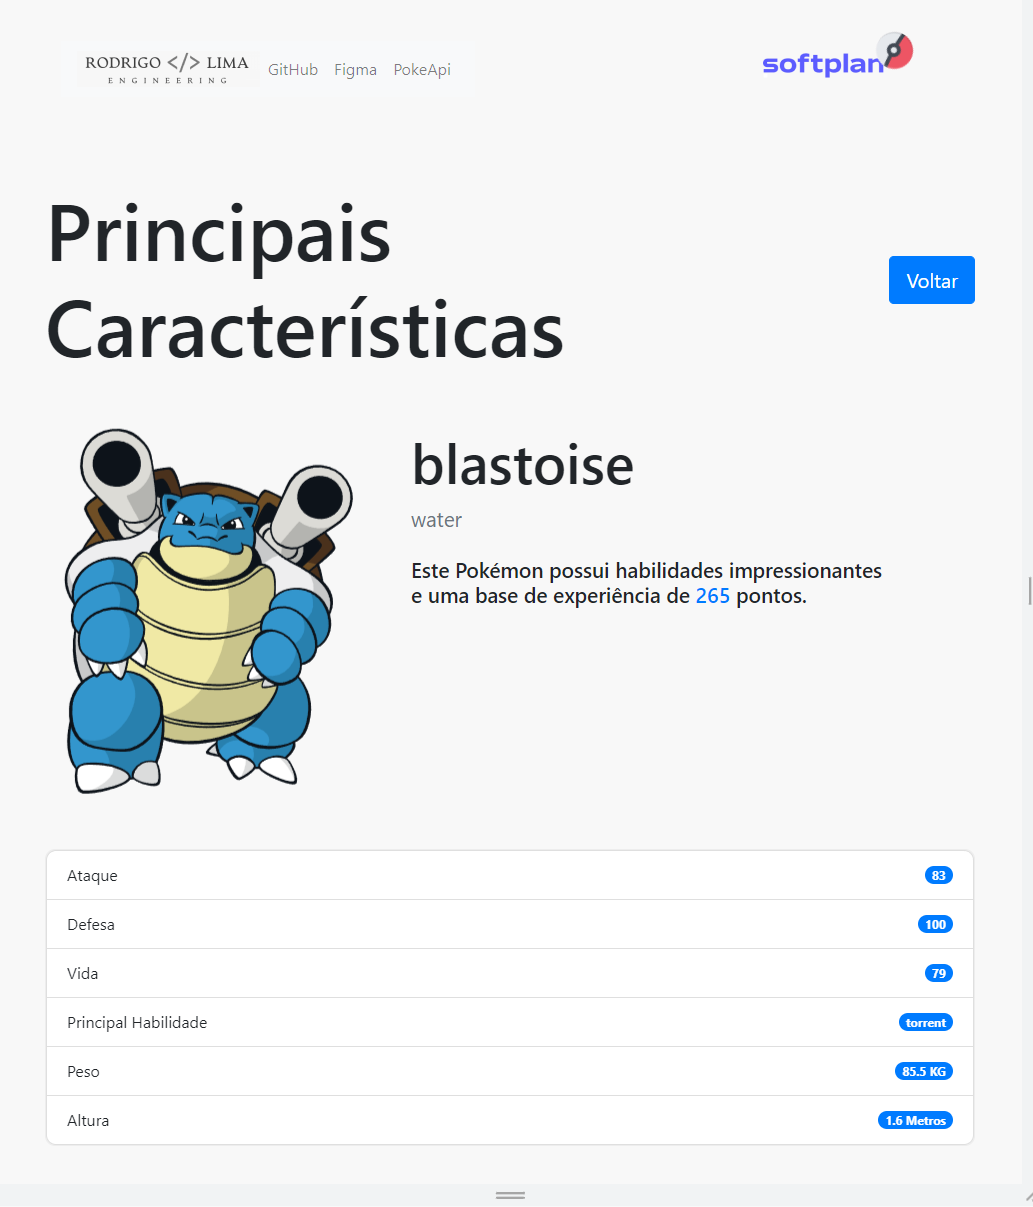 RODRIGO </> LIMA
ENGINEERING
GitHub Figma PokeApi
softplan
Principais
Características
Voltar
blastoise
water
Este Pokémon possui habilidades impressionantes
e uma base de experiência de 265 pontos.
Ataque 83
Defesa 100
Vida 79
Principal Habilidade torrent
Peso 85.5 KG
Altura 1.6 Metros